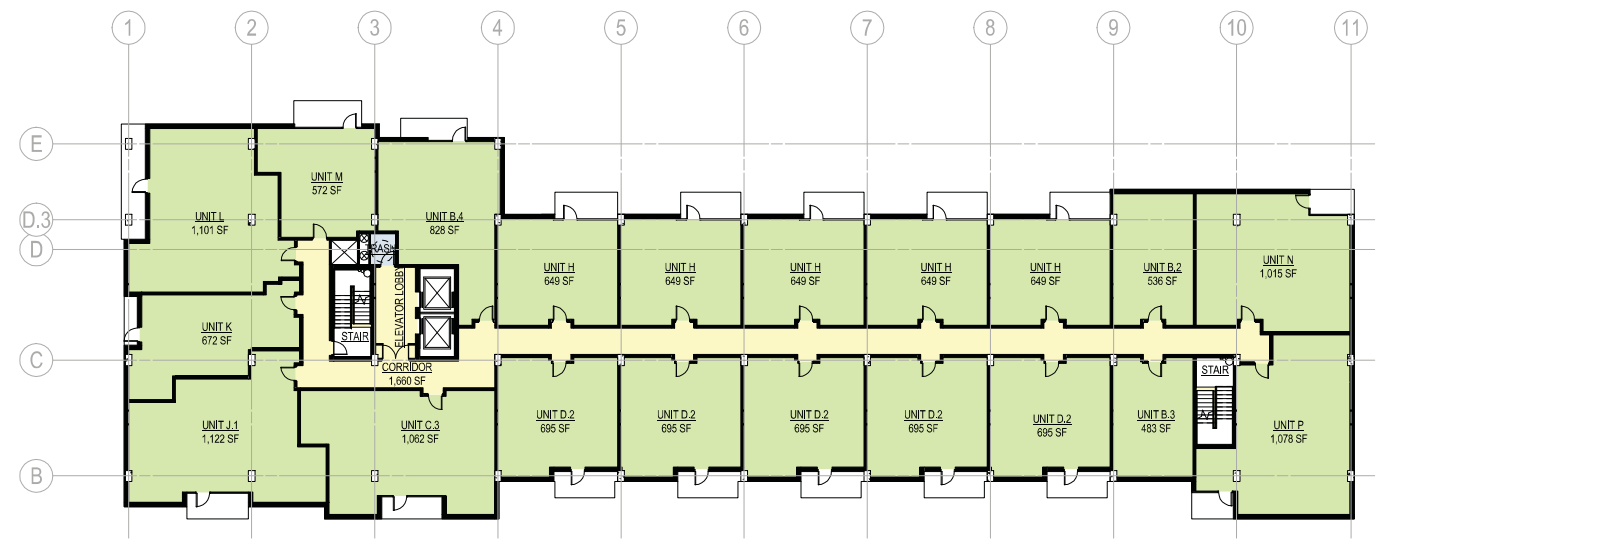 1 2 3 4 5 6 7 8 9 10 11
E
D.3
D
C
B
UNIT M
572 SF
UNIT L
1,101 SF
UNIT B.4
828 SF
UNIT H
649 SF
UNIT H
649 SF
UNIT H
649 SF
UNIT H
649 SF
UNIT H
649 SF
UNIT B.2
536 SF
UNIT N
1,015 SF
ELEVATOR LOBBY
UNIT K
672 SF
STAIR
CORRIDOR
1,660 SF
STAIR
UNIT J.1
1,122 SF
UNIT C.3
1,062 SF
UNIT D.2
695 SF
UNIT D.2
695 SF
UNIT D.2
695 SF
UNIT D.2
695 SF
UNIT D.2
695 SF
UNIT B.3
483 SF
UNIT P
1,078 SF